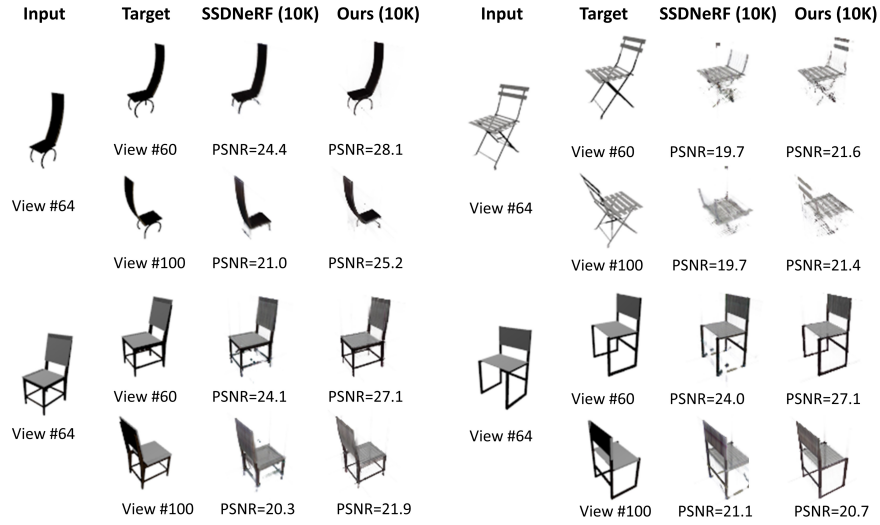 Input Target SSDNeRF (10K) Ours (10K) Input Target SSDNeRF (10K) Ours (10K)
View #60 PSNR=24.4 PSNR=28.1 View #60 PSNR=19.7 PSNR=21.6
View #64 View #64
View #100 PSNR=21.0 PSNR=25.2 View #100 PSNR=19.7 PSNR=21.4
View #60 PSNR=24.1 PSNR=27.1 View #60 PSNR=24.0 PSNR=27.1
View #64 View #64
View #100 PSNR=20.3 PSNR=21.9 View #100 PSNR=21.1 PSNR=20.7